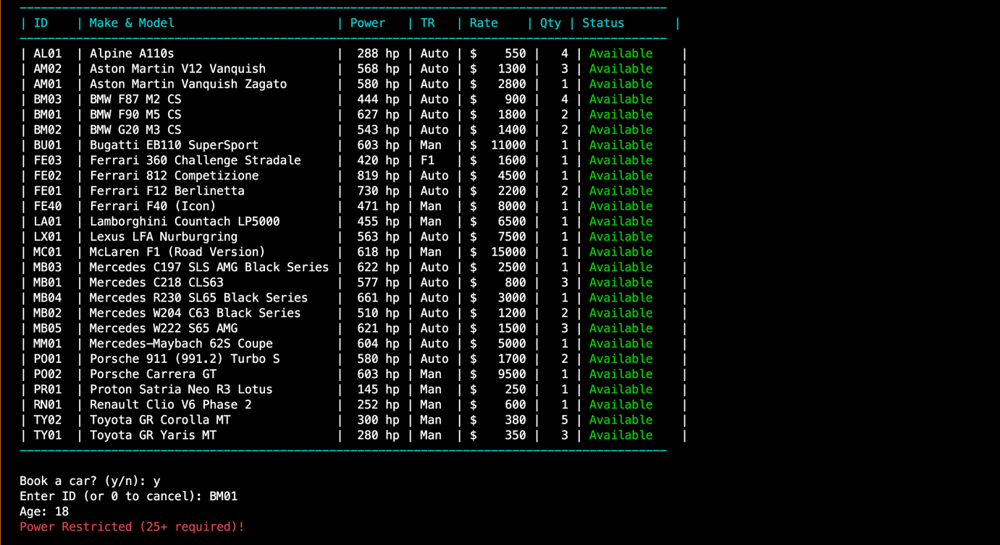 | ID | Make & Model | Power | TR | Rate | Qty | Status |
| AL01 | Alpine A110s | 288 hp | Auto | $ 550 | 4 | Available |
| AM02 | Aston Martin V12 Vanquish | 568 hp | Auto | $ 1300 | 3 | Available |
| AM01 | Aston Martin Vanquish Zagato | 580 hp | Auto | $ 2800 | 1 | Available |
| BM03 | BMW F87 M2 CS | 444 hp | Auto | $ 900 | 4 | Available |
| BM01 | BMW F90 M5 CS | 627 hp | Auto | $ 1800 | 2 | Available |
| BM02 | BMW G20 M3 CS | 543 hp | Auto | $ 1400 | 2 | Available |
| BU01 | Bugatti EB110 SuperSport | 603 hp | Man | $ 11000 | 1 | Available |
| FE03 | Ferrari 360 Challenge Stradale | 420 hp | F1 | $ 1600 | 1 | Available |
| FE02 | Ferrari 812 Competizione | 819 hp | Auto | $ 4500 | 1 | Available |
| FE01 | Ferrari F12 Berlinetta | 730 hp | Auto | $ 2200 | 2 | Available |
| FE40 | Ferrari F40 (Icon) | 471 hp | Man | $ 8000 | 1 | Available |
| LA01 | Lamborghini Countach LP5000 | 455 hp | Man | $ 6500 | 1 | Available |
| LX01 | Lexus LFA Nurburgring | 563 hp | Auto | $ 7500 | 1 | Available |
| MC01 | McLaren F1 (Road Version) | 618 hp | Man | $ 15000 | 1 | Available |
| MB03 | Mercedes C197 SLS AMG Black Series | 622 hp | Auto | $ 2500 | 1 | Available |
| MB01 | Mercedes C218 CLS63 | 577 hp | Auto | $ 800 | 3 | Available |
| MB04 | Mercedes R230 SL65 Black Series | 661 hp | Auto | $ 3000 | 1 | Available |
| MB02 | Mercedes W204 C63 Black Series | 510 hp | Auto | $ 1200 | 2 | Available |
| MB05 | Mercedes W222 S65 AMG | 621 hp | Auto | $ 1500 | 3 | Available |
| MM01 | Mercedes-Maybach 62S Coupe | 604 hp | Auto | $ 5000 | 1 | Available |
| PO01 | Porsche 911 (991.2) Turbo S | 580 hp | Auto | $ 1700 | 2 | Available |
| PO02 | Porsche Carrera GT | 603 hp | Man | $ 9500 | 1 | Available |
| PR01 | Proton Satria Neo R3 Lotus | 145 hp | Man | $ 250 | 1 | Available |
| RN01 | Renault Clio V6 Phase 2 | 252 hp | Man | $ 600 | 1 | Available |
| TY02 | Toyota GR Corolla MT | 300 hp | Man | $ 380 | 5 | Available |
| TY01 | Toyota GR Yaris MT | 280 hp | Man | $ 350 | 3 | Available |
Book a car? (y/n): y
Enter ID (or 0 to cancel): BM01
Age: 18
Power Restricted (25+ required)!